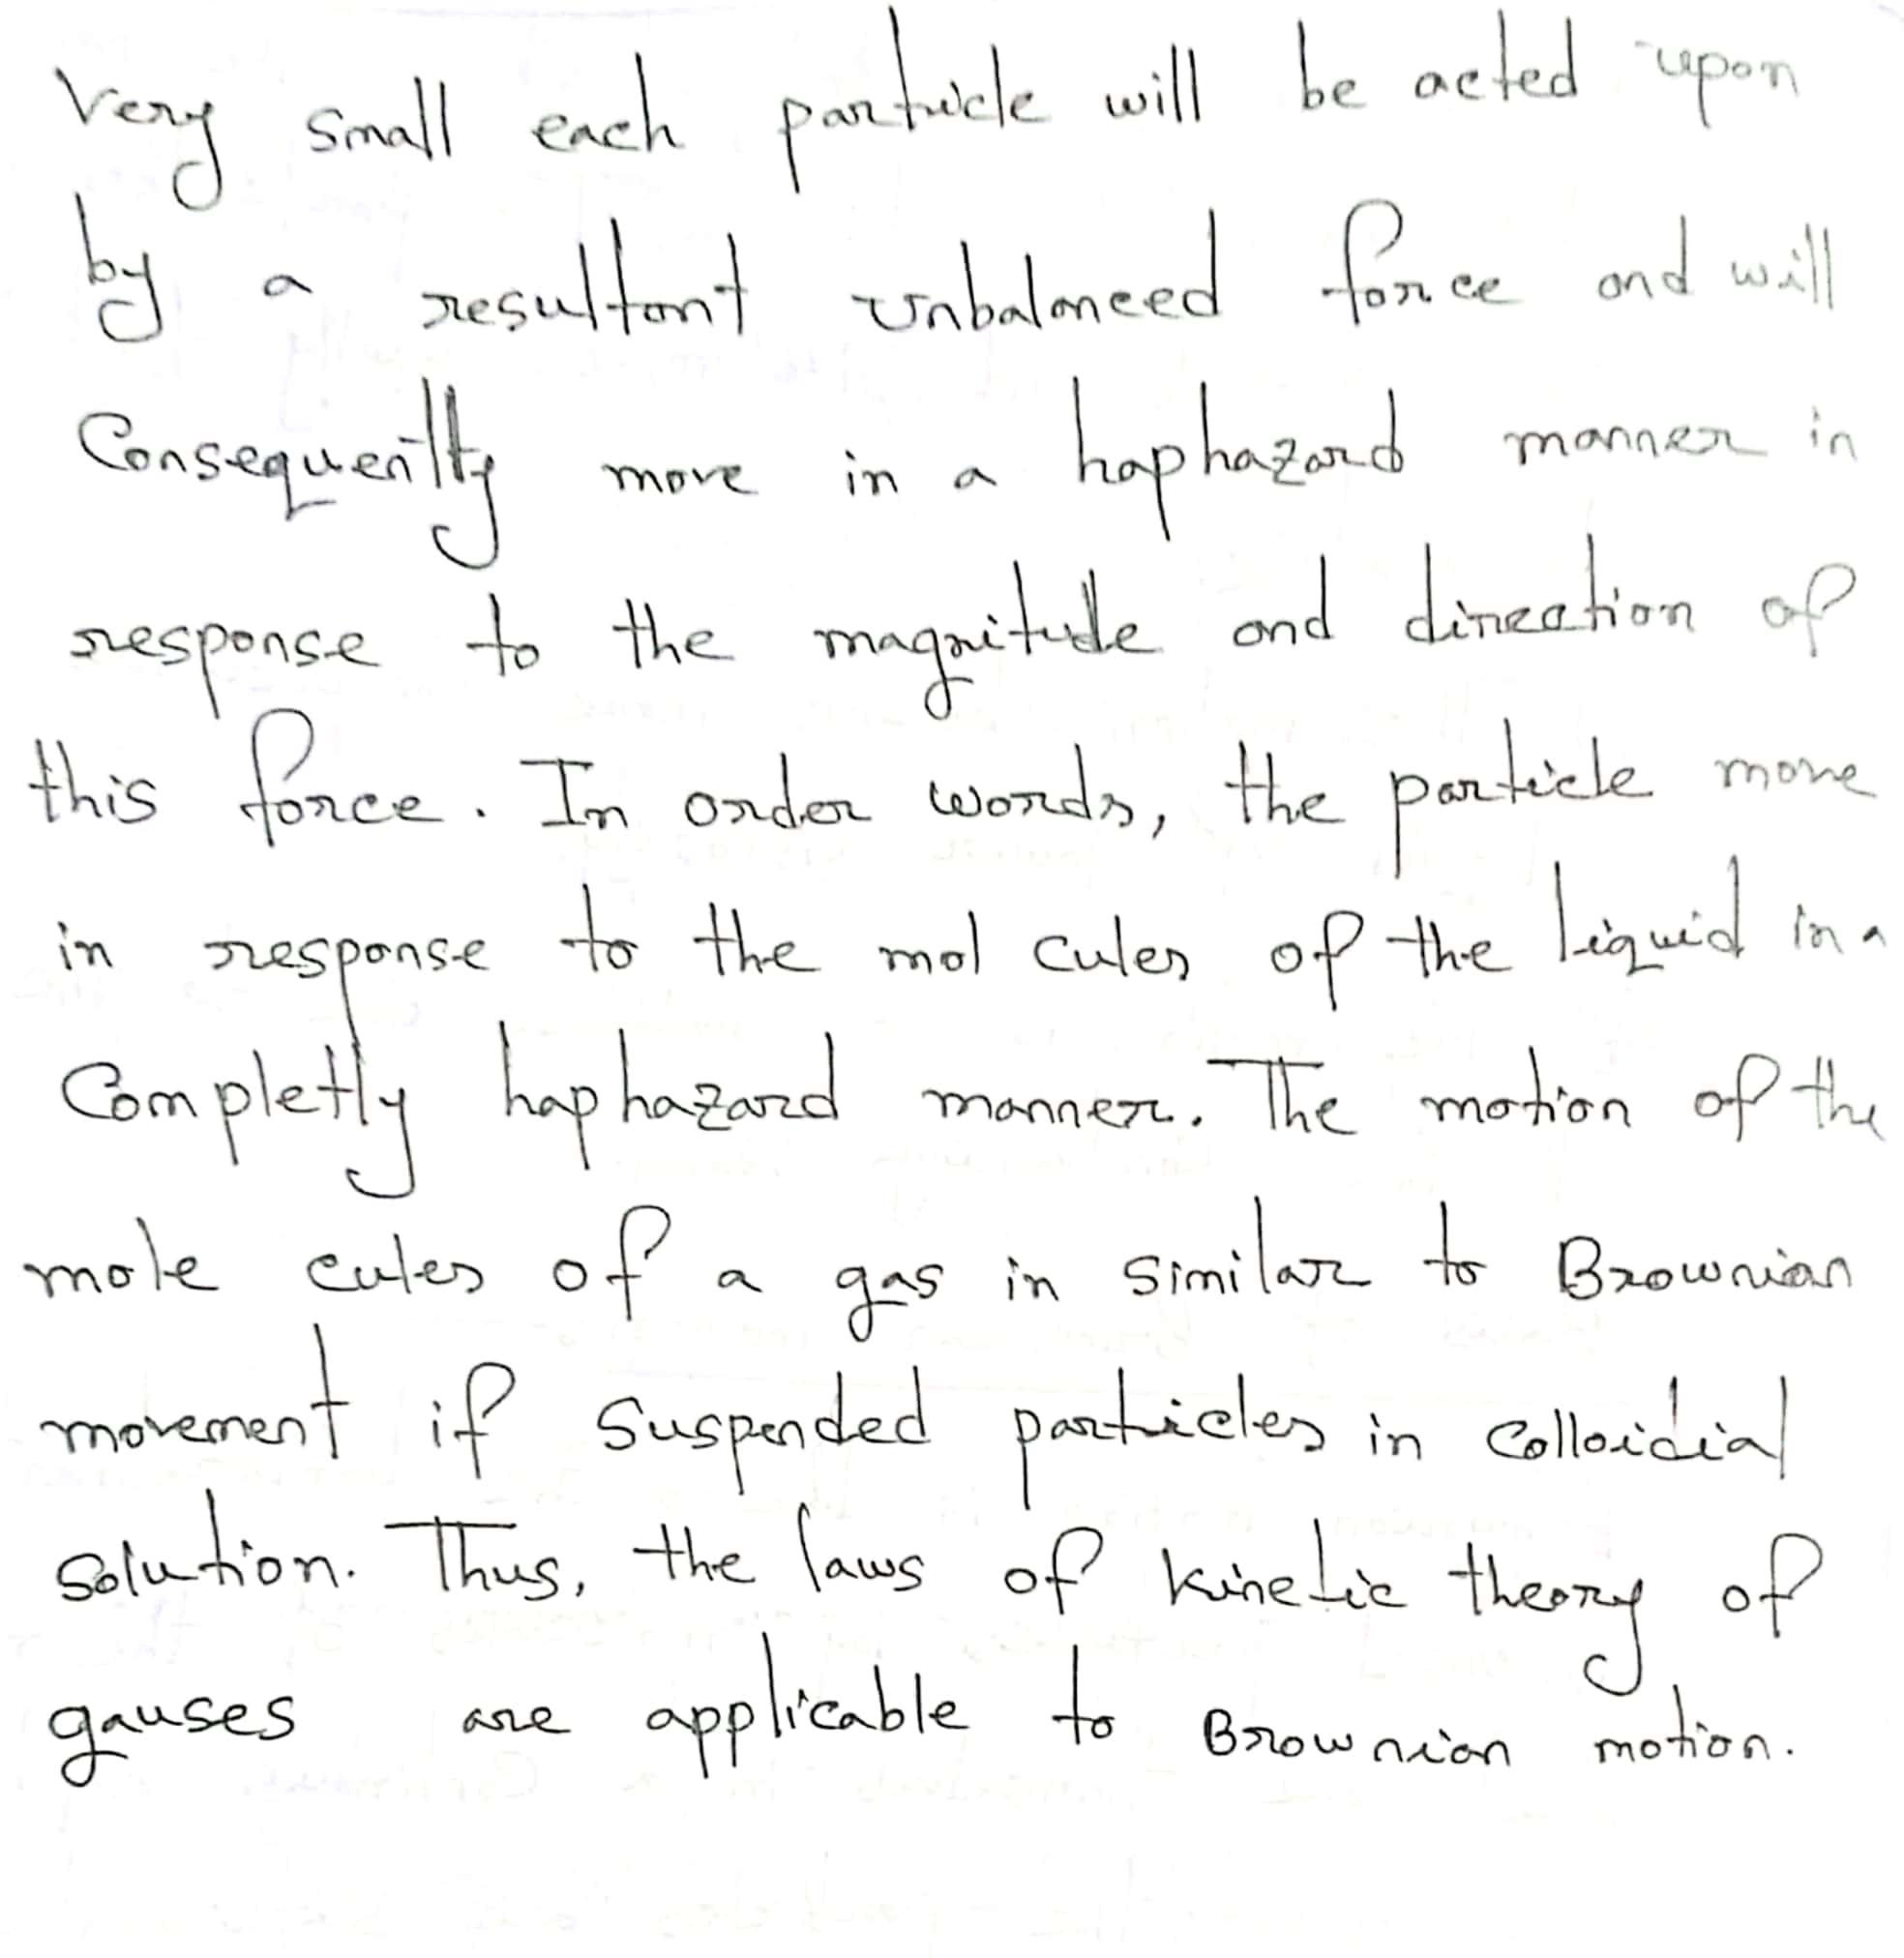 Very small each particle will be acted upon
by a resultant unbalanced force and will
Consequently move in a haphazard manner in
response to the magnitude and direction of
this force. In order words, the particle move
in response to the mol cules of the liquid in a
Completly haphazard manner. The motion of the
mole cules of a gas in similar to Brownian
movement if suspended particles in colloidial
solution. Thus, the laws of kinetic theory of
gauses are applicable to Brownian motion.